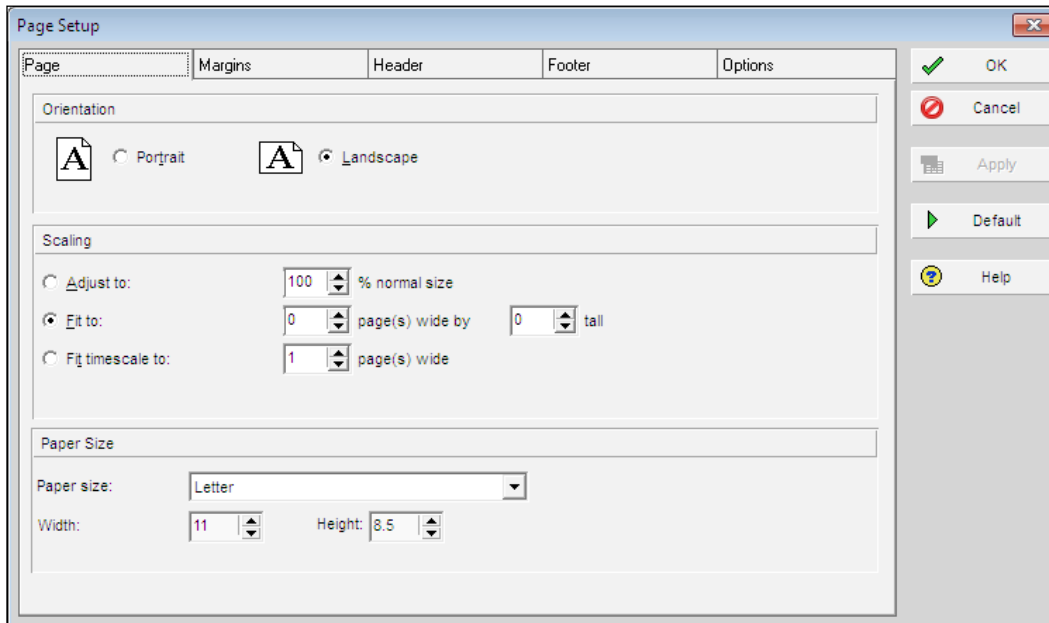 Page Setup
Page Margins Header Footer Options
OK
Orientation
Cancel
A Portrait A Landscape
Apply
Default
Scaling
Adjust to: 100 % normal size
Help
Fit to: 0 page(s) wide by 0 tall
Fit timescale to: 1 page(s) wide
Paper Size
Paper size: Letter
Width: 11 Height: 8.5